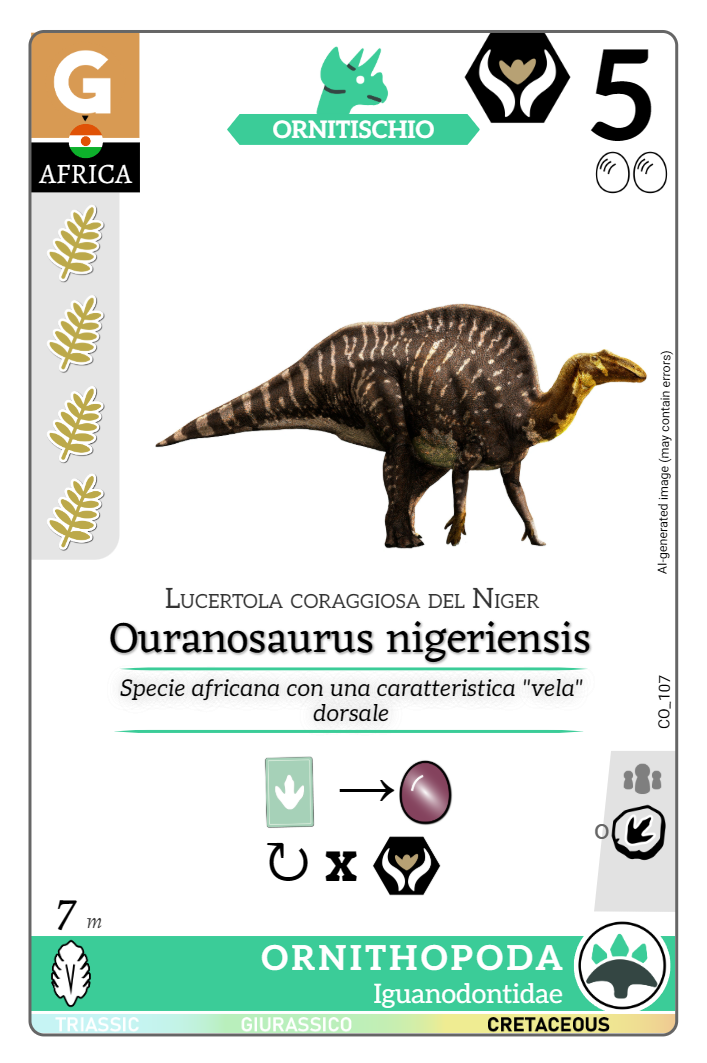 G
AFRICA
ORNITISCHIO
5
AI-generated image (may contain errors)
Lucertola coraggiosa del Niger
Ouranosaurus nigeriensis
Specie africana con una caratteristica "vela"
dorsale
CO_107
x
o
7 m
ORNITHOPODA
Iguanodontidae
TRIASSIC GIURASSICO CRETACEOUS